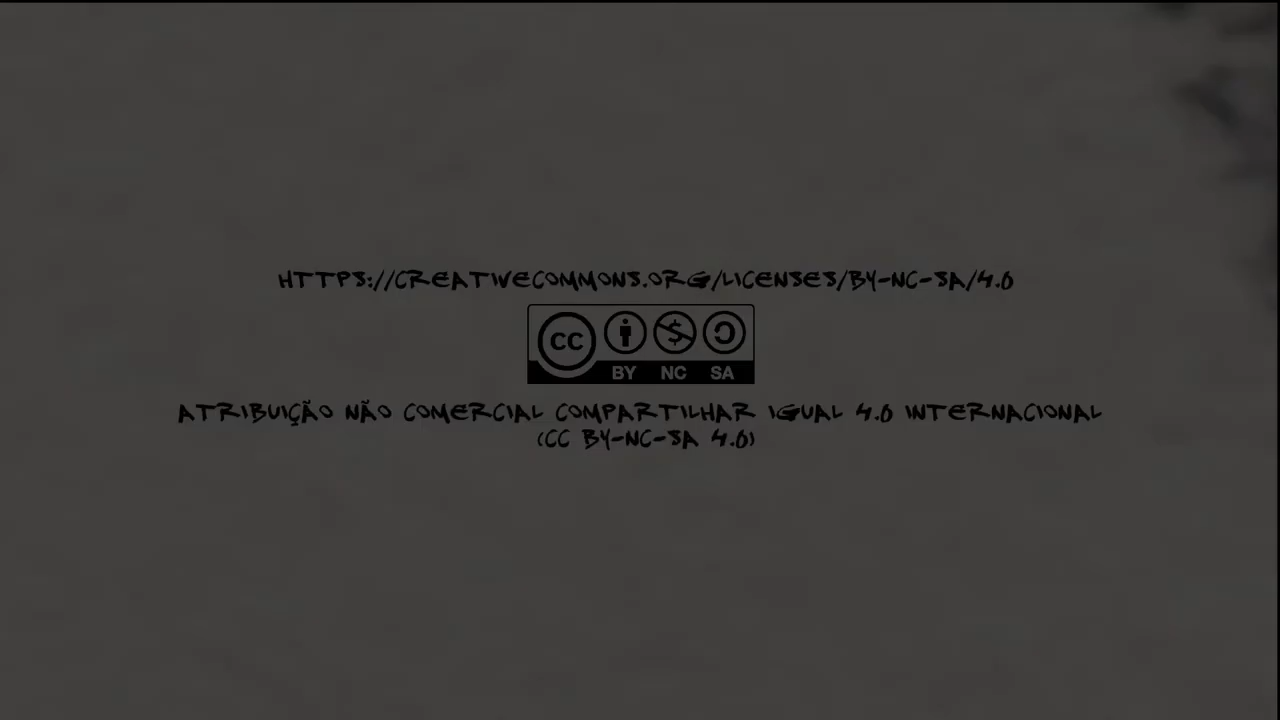 HTTPS://CREATIVECOMMONS.ORG/LICENSES/BY-NC-SA/4.0
CC
BY NC SA
ATRIBUIÇÃO NÃO COMERCIAL COMPARTILHAR IGUAL 4.0 INTERNACIONAL
(CC BY-NC-SA 4.0)